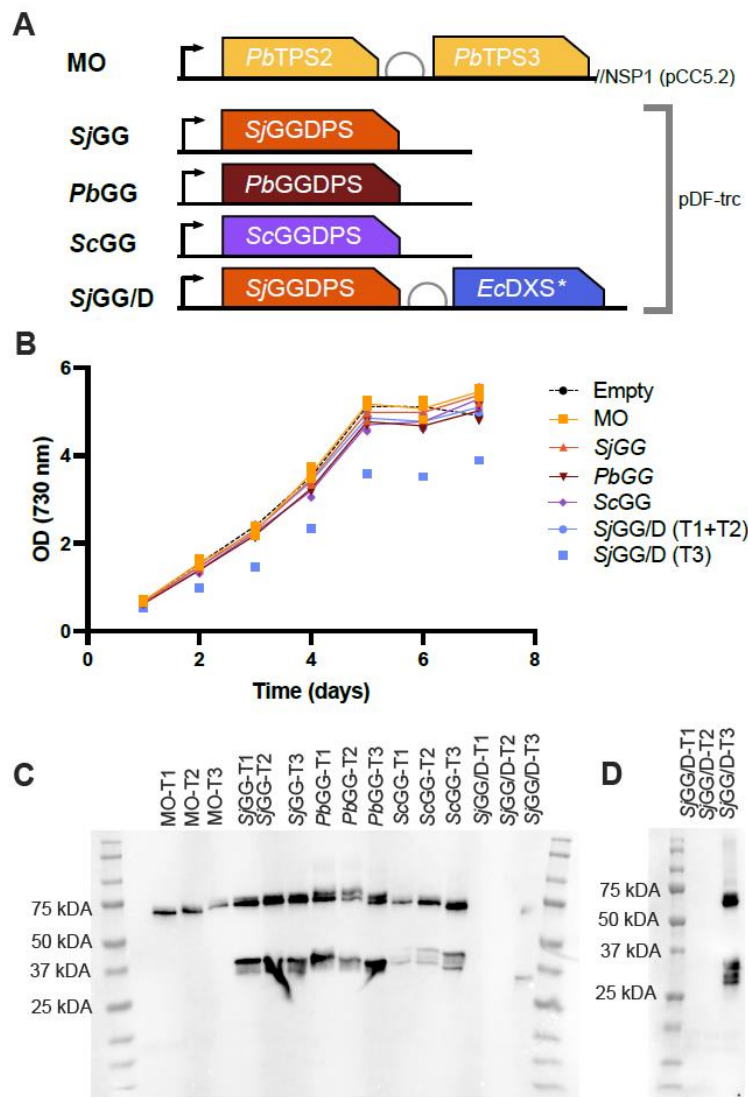 A
MO
PbTPS2
PbTPS3
//NSP1 (pCC5.2)
SjGG
SjGGDPS
PbGG
PbGGDPS
pDF-trc
ScGG
ScGGDPS
SjGG/D
SjGGDPS
EcDXS*
B
6
4
2
0
OD (730 nm)
0 2 4 6 8
Time (days)
Empty
MO
SjGG
PbGG
ScGG
SjGG/D (T1+T2)
SjGG/D (T3)
C
MO-T1
MO-T2
MO-T3
SjGG-T1
SjGG-T2
SjGG-T3
PbGG-T1
PbGG-T2
PbGG-T3
ScGG-T1
ScGG-T2
ScGG-T3
SjGG/D-T1
SjGG/D-T2
SjGG/D-T3
75 kDA
50 kDA
37 kDA
25 kDA
D
SjGG/D-T1
SjGG/D-T2
SjGG/D-T3
75 kDA
50 kDA
37 kDA
25 kDA